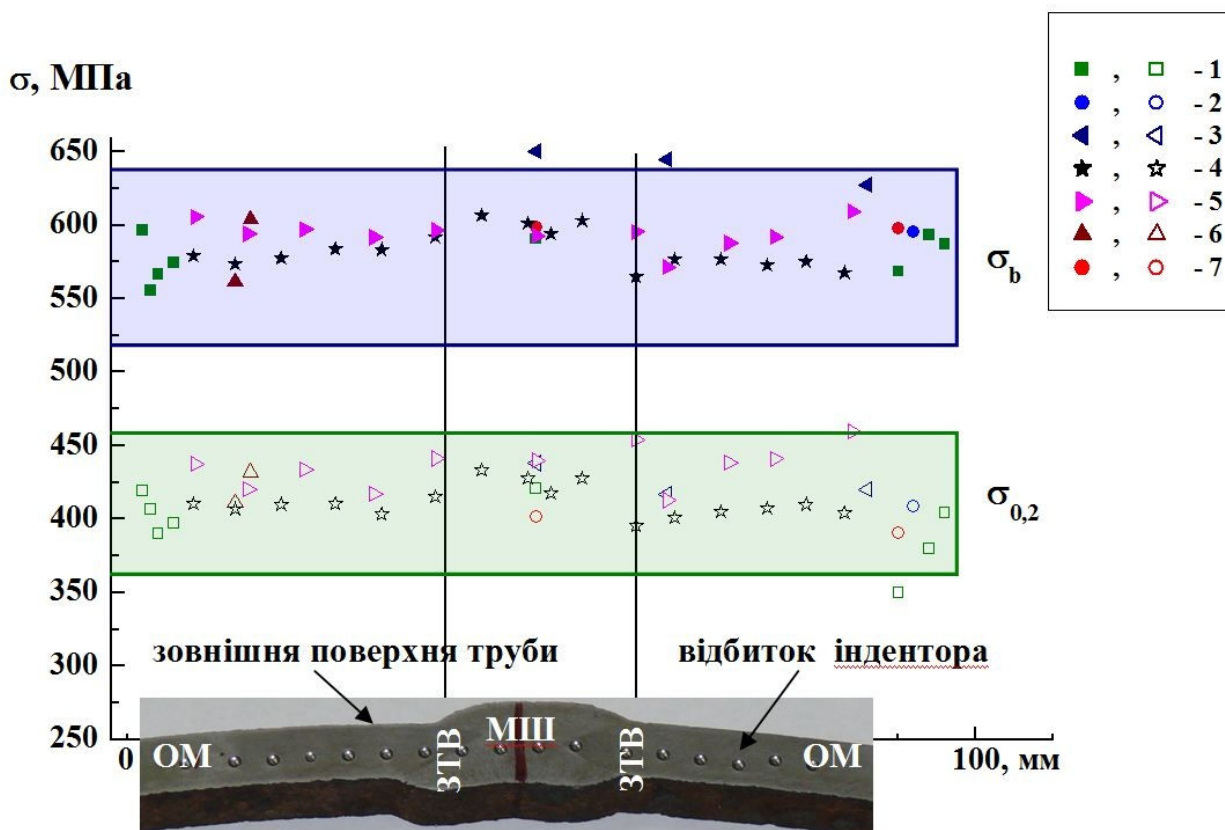 σ, МПа
650
600
550
500
450
400
350
300
250
0
100, мм
σb
σ0,2
, -1
, -2
, -3
, -4
, -5
, -6
, -7
зовнішня поверхня труби
відбиток індентора
ОМ
ЗТВ
МШ
ЗТВ
ОМ